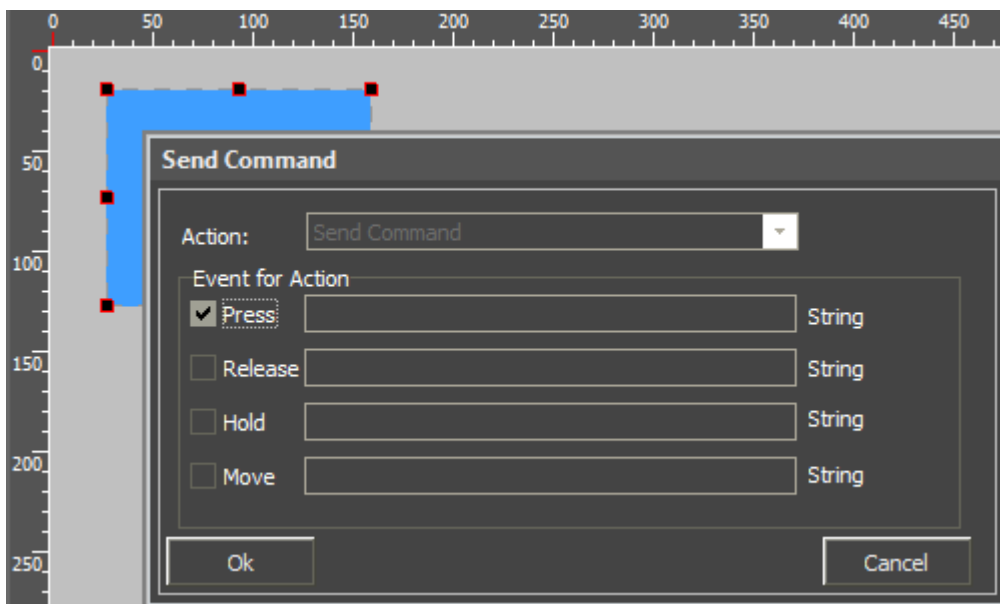 0 50 100 150 200 250 300 350 400 450
0
50
Send Command
Action: Send Command
100
Event for Action
Press String
150
Release String
Hold String
200
Move String
250
Ok Cancel